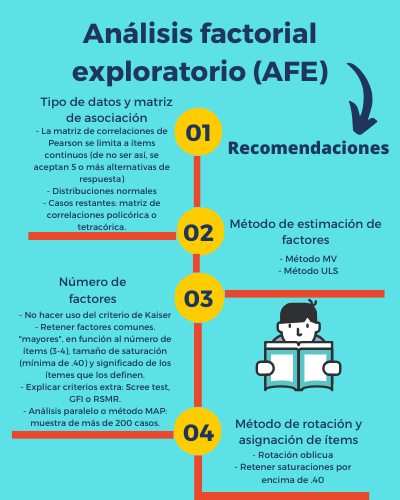 Análisis factorial
exploratorio (AFE)
Recomendaciones
01
Tipo de datos y matriz
de asociación
- La matriz de correlaciones de
Pearson se limita a ítems
continuos (de no ser así, se
aceptan 5 o más alternativas de
respuesta)
- Distribuciones normales
- Casos restantes: matriz de
correlaciones policórica o
tetracórica.
02
Método de estimación de
factores
- Método MV
- Método ULS
03
Número de
factores
- No hacer uso del criterio de Kaiser
- Retener factores comunes.
"mayores", en función al número de
ítems (3-4), tamaño de saturación
(mínima de .40) y significado de los
ítemes que los definen.
- Explicar criterios extra: Scree test,
GFI o RSMR.
- Análisis paralelo o método MAP:
muestra de más de 200 casos.
04
Método de rotación y
asignación de ítems
- Rotación oblicua
- Retener saturaciones por
encima de .40